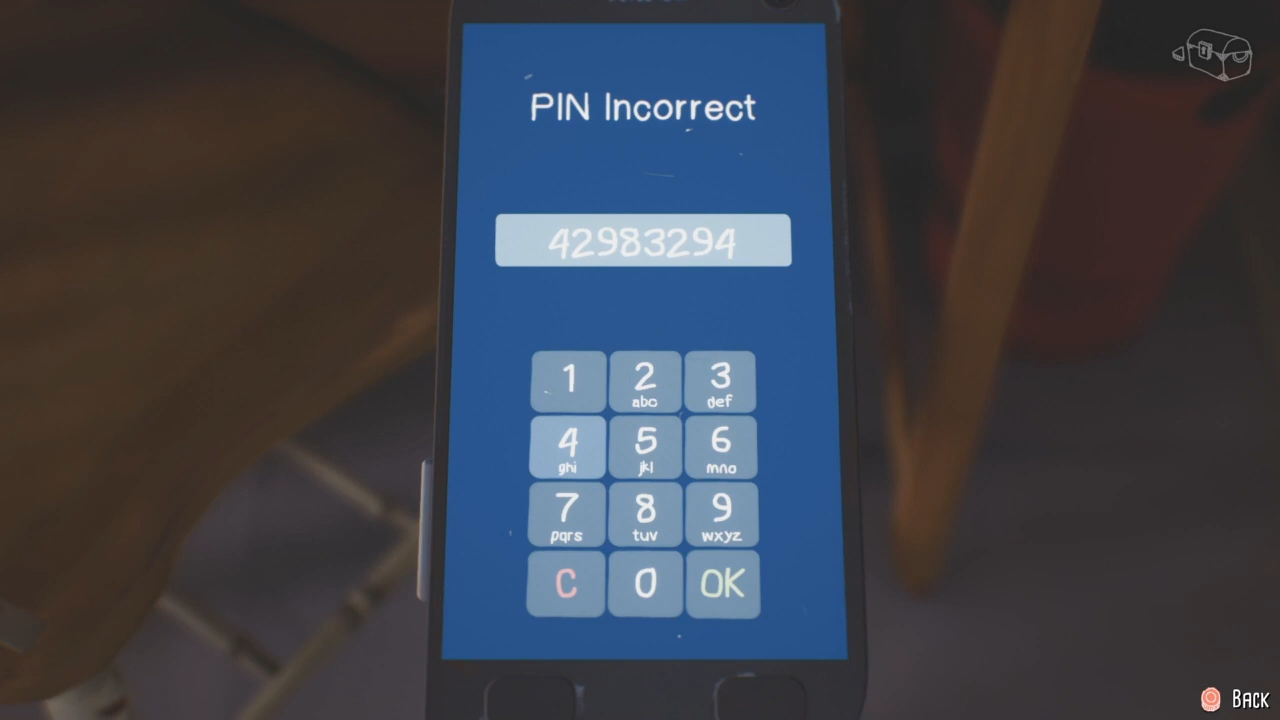 PIN Incorrect
42983294
1 2 3
abc def
4 5 6
ghi jkl mno
7 8 9
pqrs tuv wxyz
C 0 OK
Back